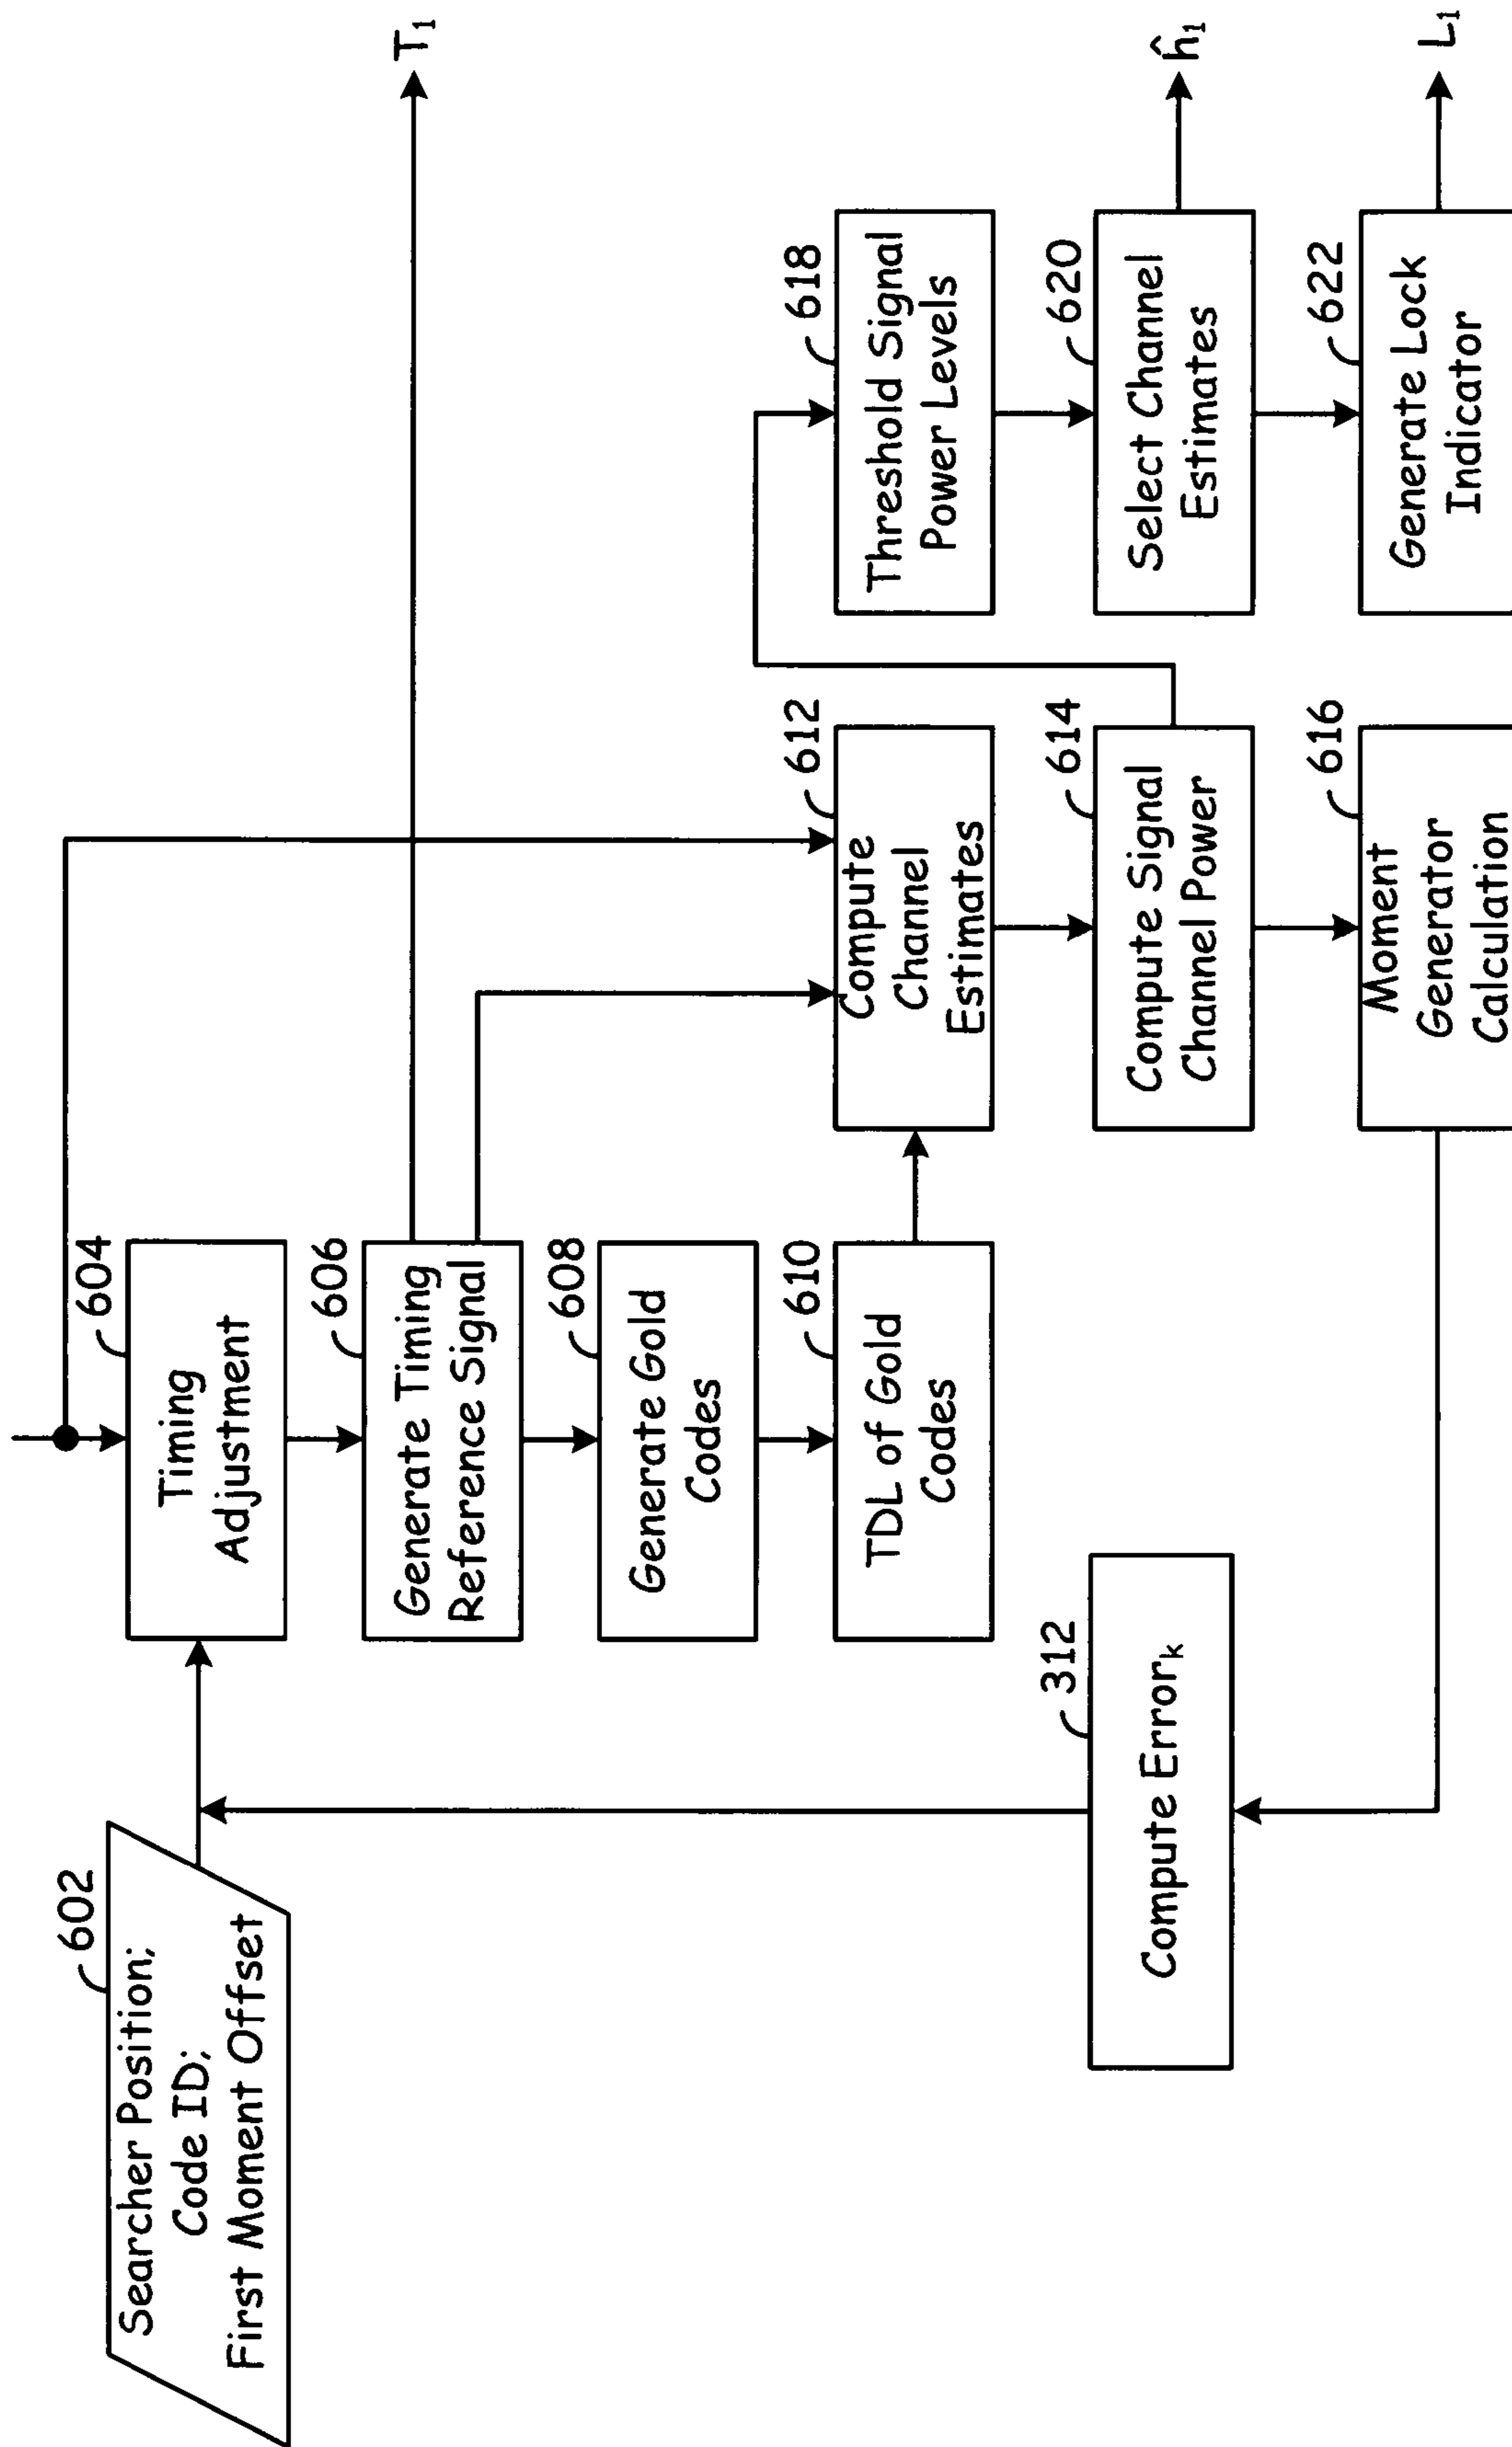 602
Searcher Position;
Code ID;
First Moment Offset
604
Timing
Adjustment
606
Generate Timing
Reference Signal
T1
608
Generate Gold
Codes
610
TDL of Gold
Codes
612
Compute
Channel
Estimates
614
Compute Signal
Channel Power
616
Moment
Generator
Calculation
312
Compute Errork
618
Threshold Signal
Power Levels
620
Select Channel
Estimates
ĥ1
622
Generate Lock
Indicator
L1